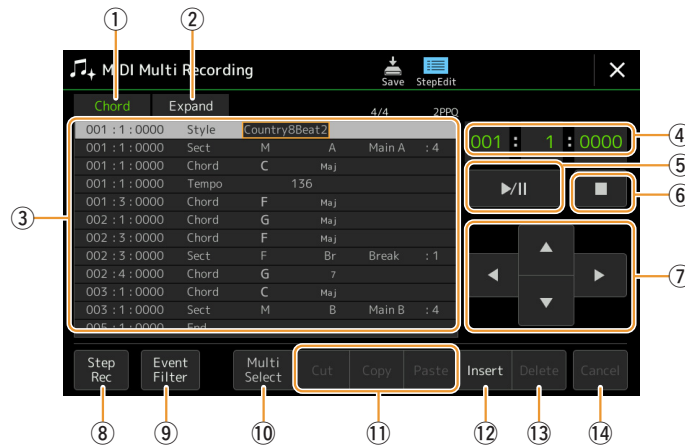 ① ②
MIDI Multi Recording Save StepEdit ×
Chord Expand 4/4 2PPQ
001 : 1 : 0000 Style Country8Beat2
001 : 1 : 0000 Sect M A Main A : 4
001 : 1 : 0000 Chord C Maj
001 : 1 : 0000 Tempo 136
001 : 3 : 0000 Chord F Maj
002 : 1 : 0000 Chord G Maj
002 : 3 : 0000 Chord F Maj
002 : 3 : 0000 Sect F Br Break : 1
002 : 4 : 0000 Chord G 7
003 : 1 : 0000 Chord C Maj
003 : 1 : 0000 Sect M B Main B : 4
005 : 1 : 0000 End
001 : 1 : 0000
③ ④ ⑤ ⑥ ⑦
Step Rec
Event Filter
Multi Select
Cut Copy Paste Insert Delete Cancel
⑧ ⑨ ⑩ ⑪ ⑫ ⑬ ⑭